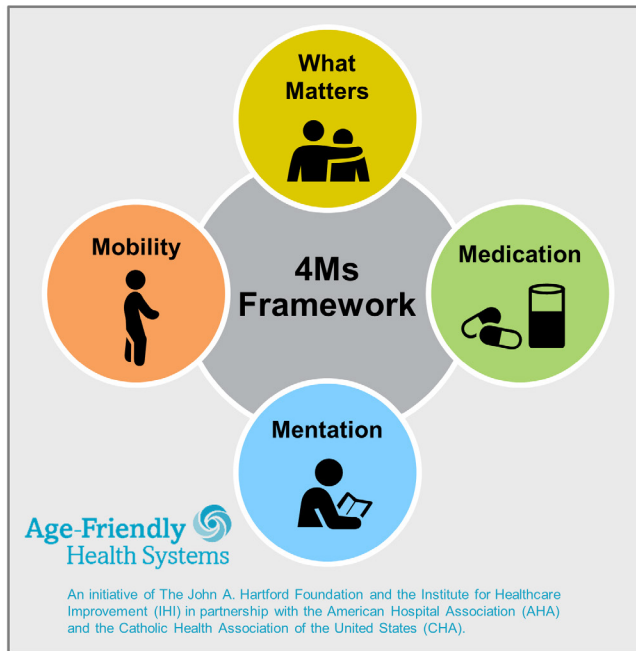 What
Matters
Mobility
4Ms
Framework
Medication
Mentation
Age-Friendly
Health Systems
An initiative of The John A. Hartford Foundation and the Institute for Healthcare
Improvement (IHI) in partnership with the American Hospital Association (AHA)
and the Catholic Health Association of the United States (CHA).